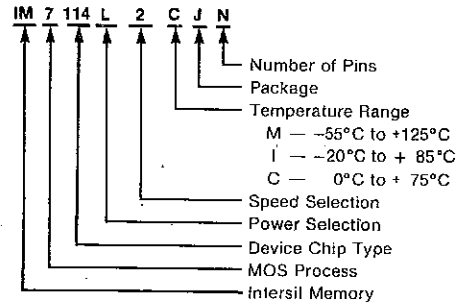 IM 7 114 L 2 C J N
Number of Pins
Package
Temperature Range
M — -55°C to +125°C
I — -20°C to + 85°C
C — 0°C to + 75°C
Speed Selection
Power Selection
Device Chip Type
MOS Process
Intersil Memory